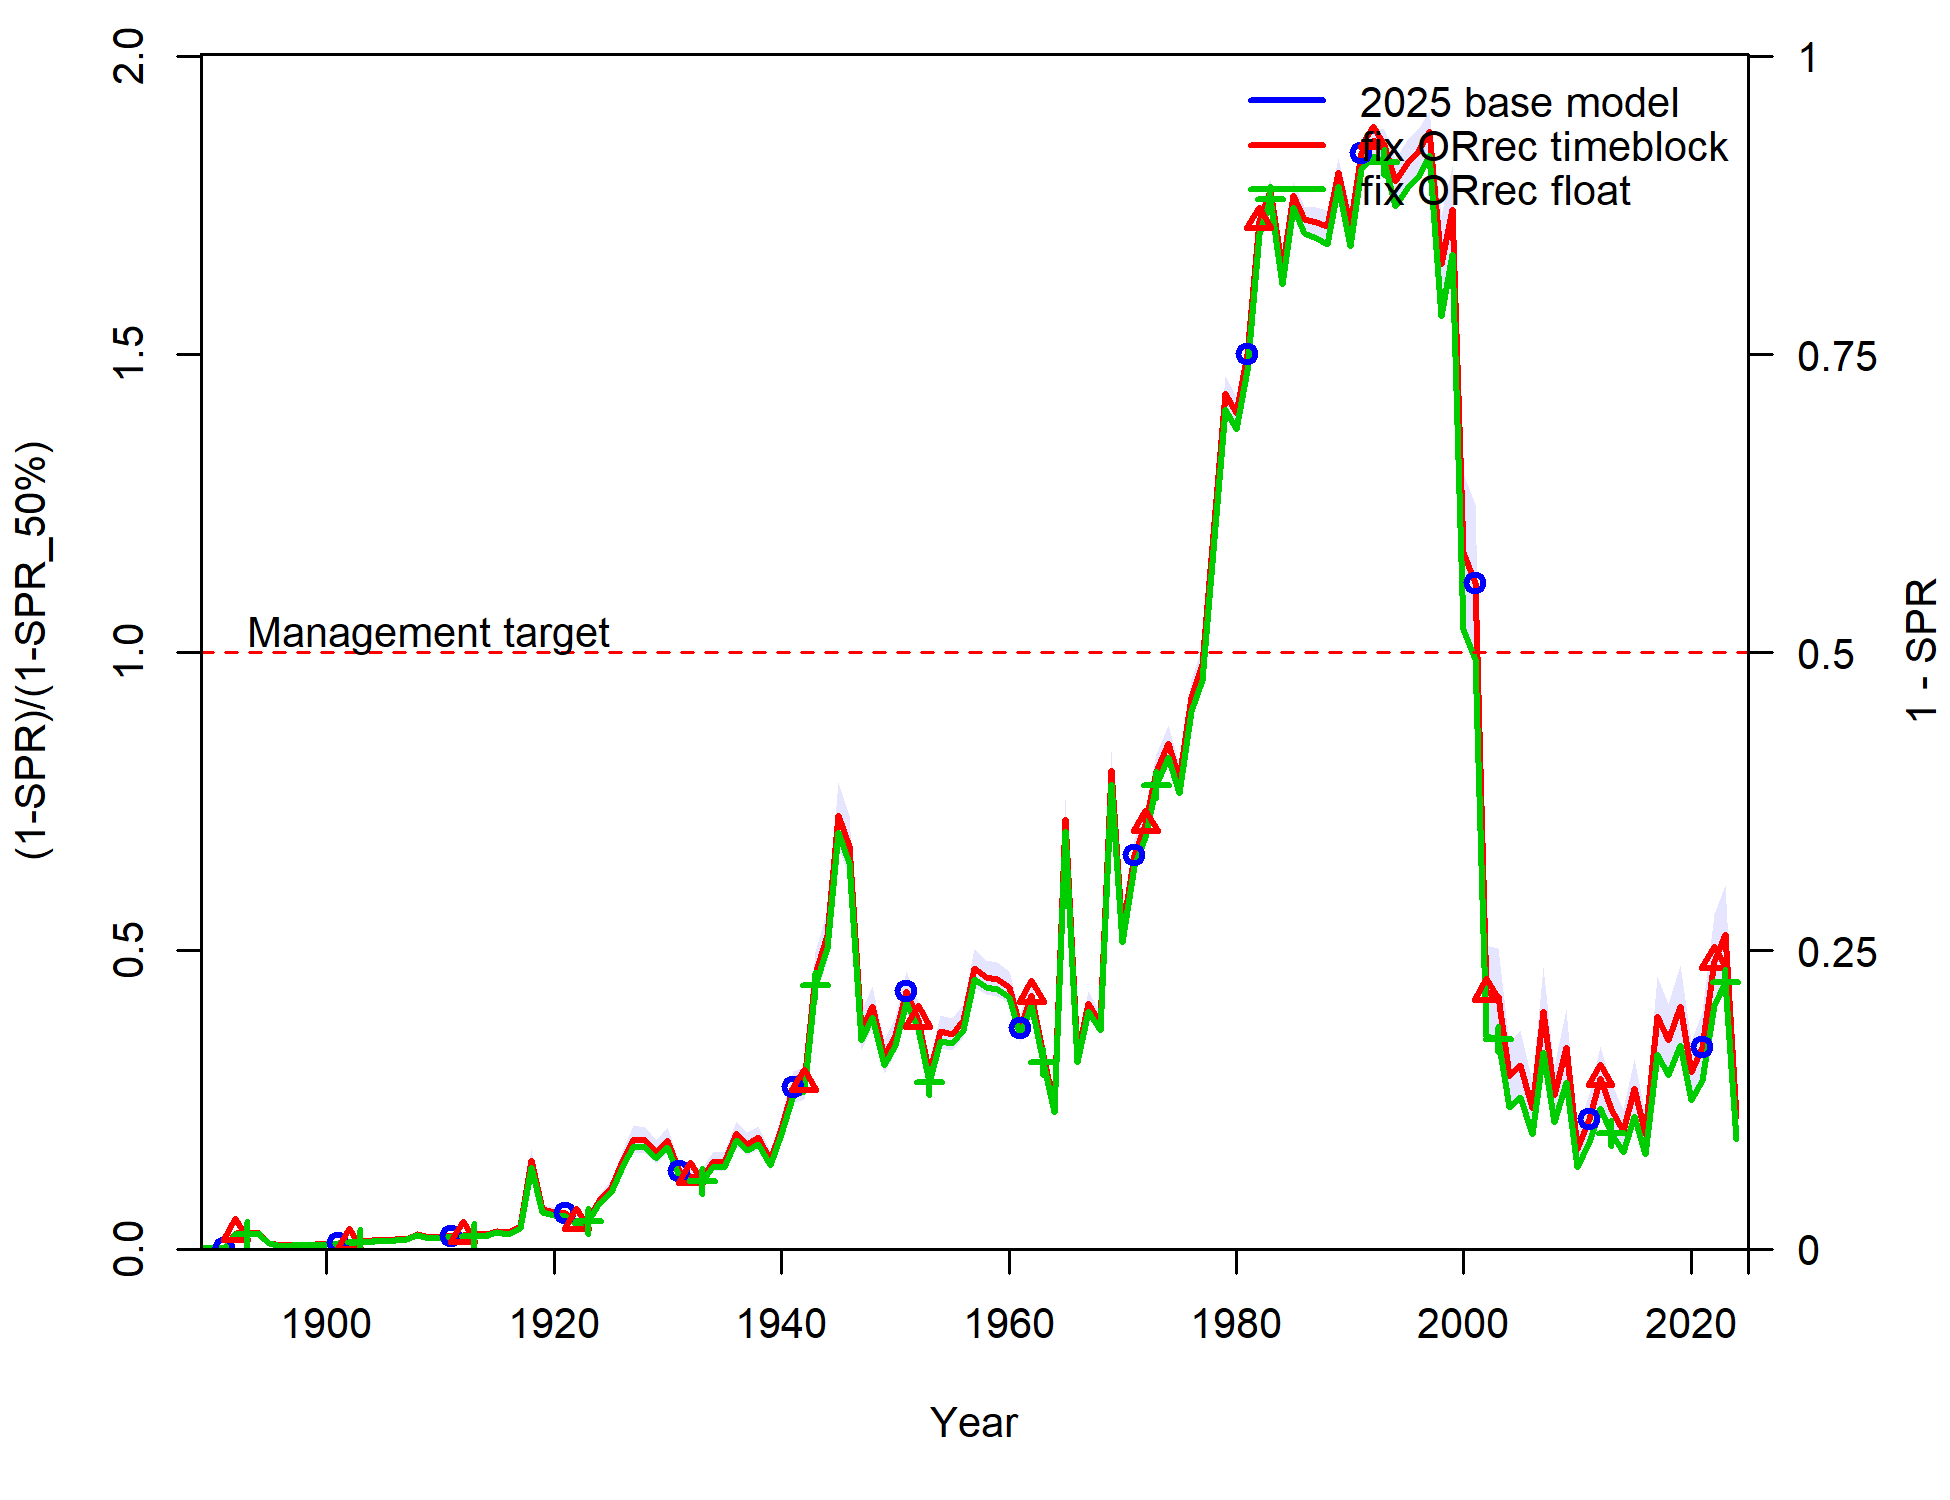 2025 base model
fix ORrec timeblock
fix ORrec float
Management target
(1-SPR)/(1-SPR_50%)
0.0
0.5
1.0
1.5
2.0
1 - SPR
0
0.25
0.5
0.75
1
1900
1920
1940
1960
1980
2000
2020
Year